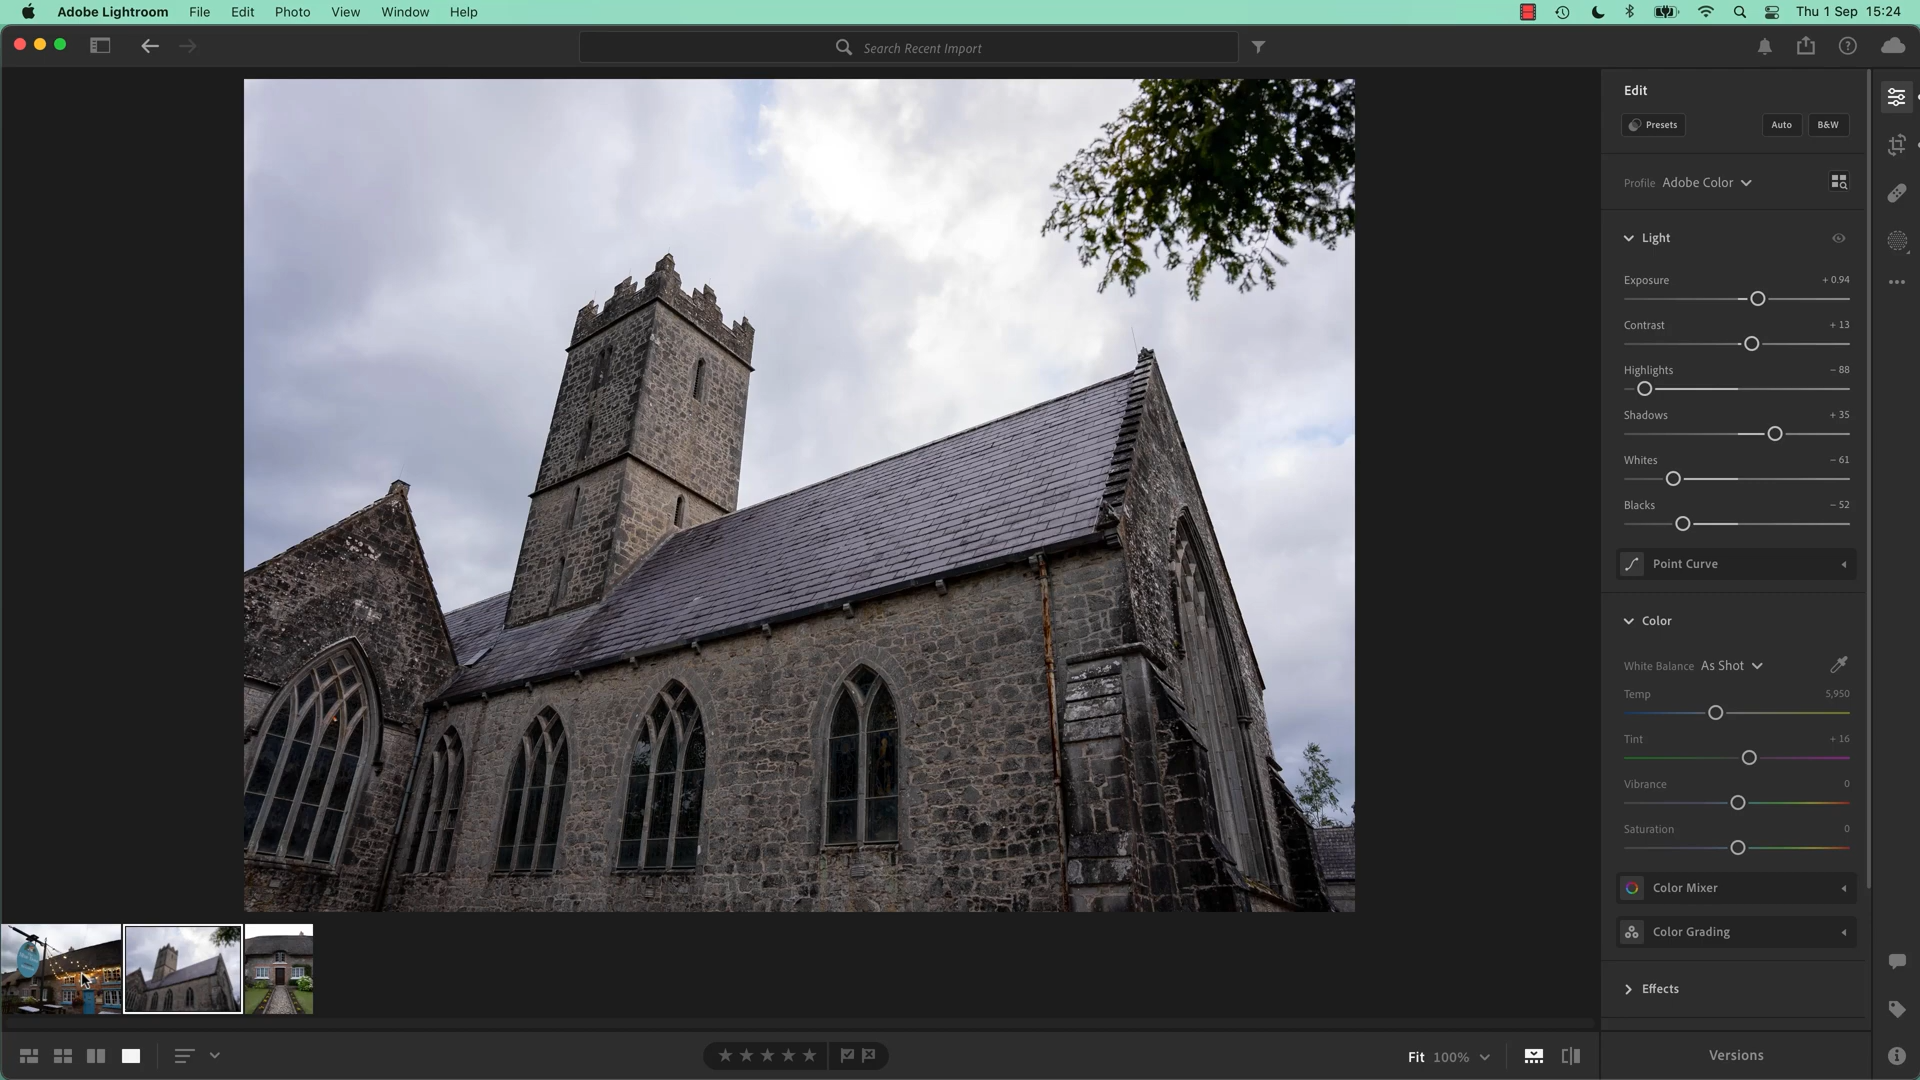 Adobe Lightroom File Edit Photo View Window Help Thu 1 Sep 15:24
Search Recent Import
Edit
Presets Auto B&W
Profile Adobe Color
Light
Exposure + 0.94
Contrast + 13
Highlights − 88
Shadows + 35
Whites − 61
Blacks − 52
Point Curve
Color
White Balance As Shot
Temp 5,950
Tint + 16
Vibrance 0
Saturation 0
Color Mixer
Color Grading
Effects
Fit 100% Versions